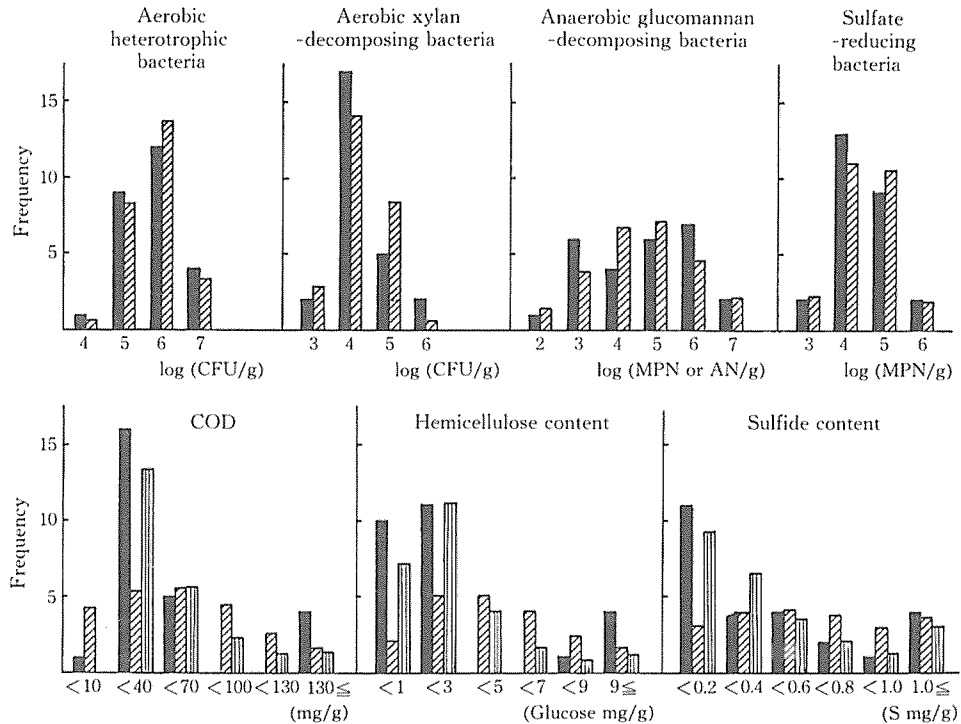 Aerobic
heterotrophic
bacteria
Aerobic xylan
-decomposing bacteria
Anaerobic glucomannan
-decomposing bacteria
Sulfate
-reducing
bacteria
15
10
5
Frequency
4 5 6 7
log (CFU/g)
3 4 5 6
log (CFU/g)
2 3 4 5 6 7
log (MPN or AN/g)
3 4 5 6
log (MPN/g)
COD
Hemicellulose content
Sulfide content
15
10
5
Frequency
<10 <40 <70 <100 <130 130≦
(mg/g)
<1 <3 <5 <7 <9 9≦
(Glucose mg/g)
<0.2 <0.4 <0.6 <0.8 <1.0 1.0≦
(S mg/g)